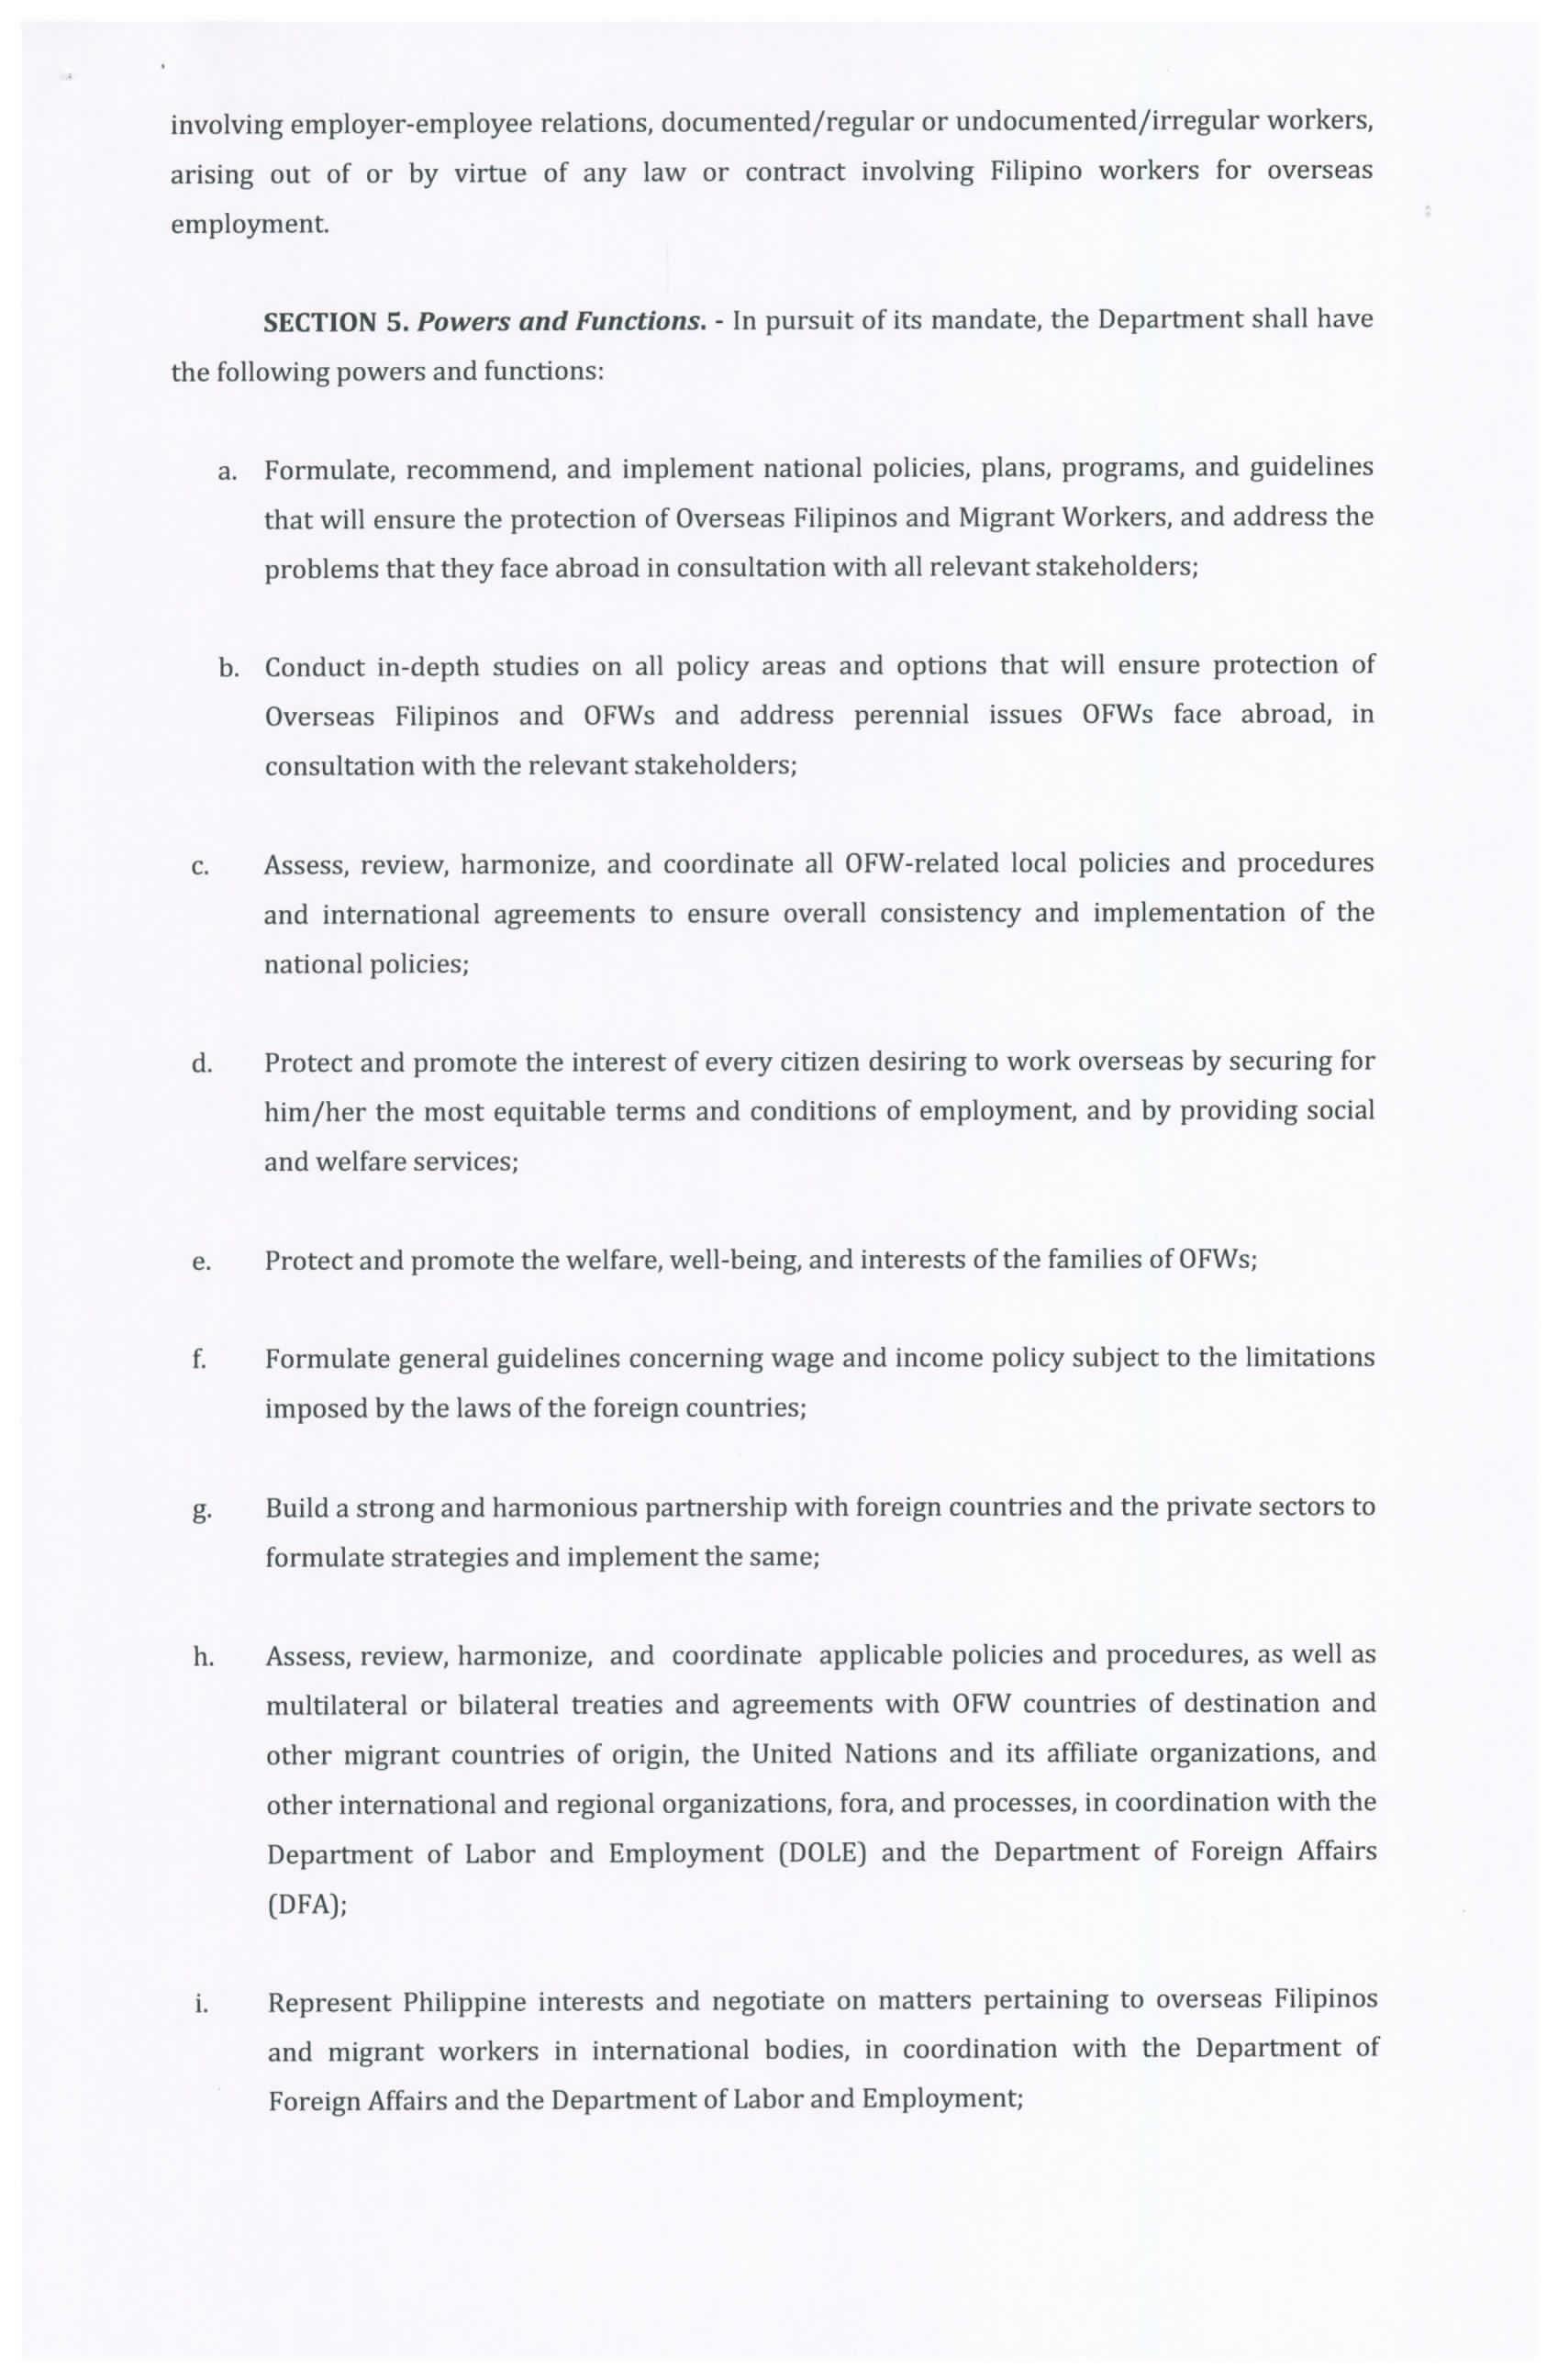 involving employer-employee relations, documented/regular or undocumented/irregular workers,
arising out of or by virtue of any law or contract involving Filipino workers for overseas
employment.
SECTION 5. Powers and Functions. - In pursuit of its mandate, the Department shall have
the following powers and functions:
a. Formulate, recommend, and implement national policies, plans, programs, and guidelines
that will ensure the protection of Overseas Filipinos and Migrant Workers, and address the
problems that they face abroad in consultation with all relevant stakeholders;
b. Conduct in-depth studies on all policy areas and options that will ensure protection of
Overseas Filipinos and OFWs and address perennial issues OFWs face abroad, in
consultation with the relevant stakeholders;
c. Assess, review, harmonize, and coordinate all OFW-related local policies and procedures
and international agreements to ensure overall consistency and implementation of the
national policies;
d. Protect and promote the interest of every citizen desiring to work overseas by securing for
him/her the most equitable terms and conditions of employment, and by providing social
and welfare services;
e. Protect and promote the welfare, well-being, and interests of the families of OFWs;
f. Formulate general guidelines concerning wage and income policy subject to the limitations
imposed by the laws of the foreign countries;
g. Build a strong and harmonious partnership with foreign countries and the private sectors to
formulate strategies and implement the same;
h. Assess, review, harmonize, and coordinate applicable policies and procedures, as well as
multilateral or bilateral treaties and agreements with OFW countries of destination and
other migrant countries of origin, the United Nations and its affiliate organizations, and
other international and regional organizations, fora, and processes, in coordination with the
Department of Labor and Employment (DOLE) and the Department of Foreign Affairs
(DFA);
i. Represent Philippine interests and negotiate on matters pertaining to overseas Filipinos
and migrant workers in international bodies, in coordination with the Department of
Foreign Affairs and the Department of Labor and Employment;